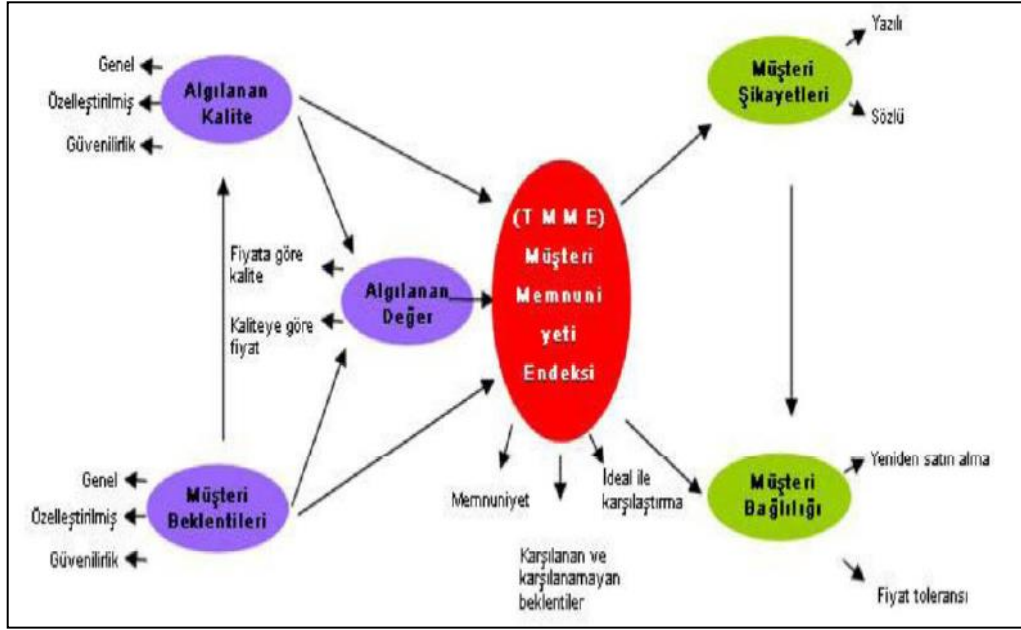 Genel
Özelleştirilmiş
Güvenilirlik
Algılanan
Kalite
Fiyata göre
kalite
Kaliteye göre
fiyat
Algılanan
Değer
Genel
Özelleştirilmiş
Güvenilirlik
Müşteri
Beklentileri
(T M M E)
Müşteri
Memnuni
yeti
Endeksi
Memnuniyet
Karşılanan ve
karşılanamayan
beklentiler
İdeal ile
karşılaştırma
Müşteri
Şikayetleri
Yazılı
Sözlü
Müşteri
Bağlılığı
Yeniden satın alma
Fiyat toleransı